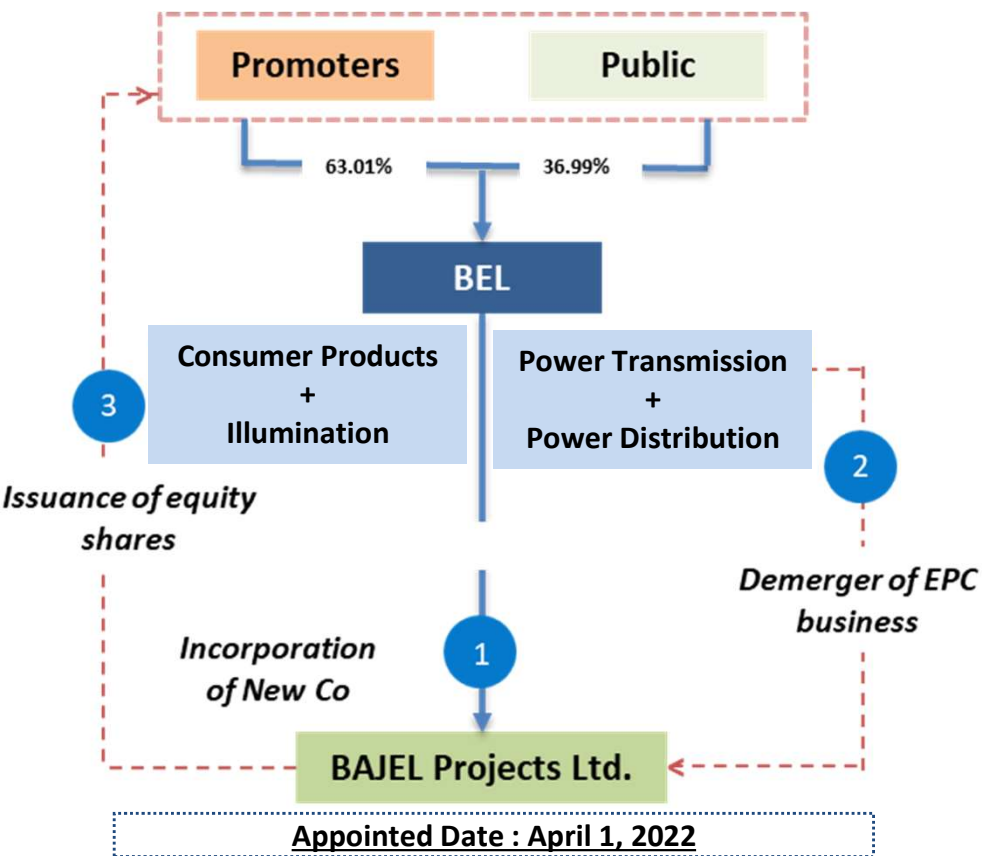 Promoters
Public
63.01%
36.99%
BEL
Consumer Products
+
Illumination
Power Transmission
+
Power Distribution
3
2
Issuance of equity
shares
Demerger of EPC
business
Incorporation
of New Co
1
BAJEL Projects Ltd.
Appointed Date : April 1, 2022